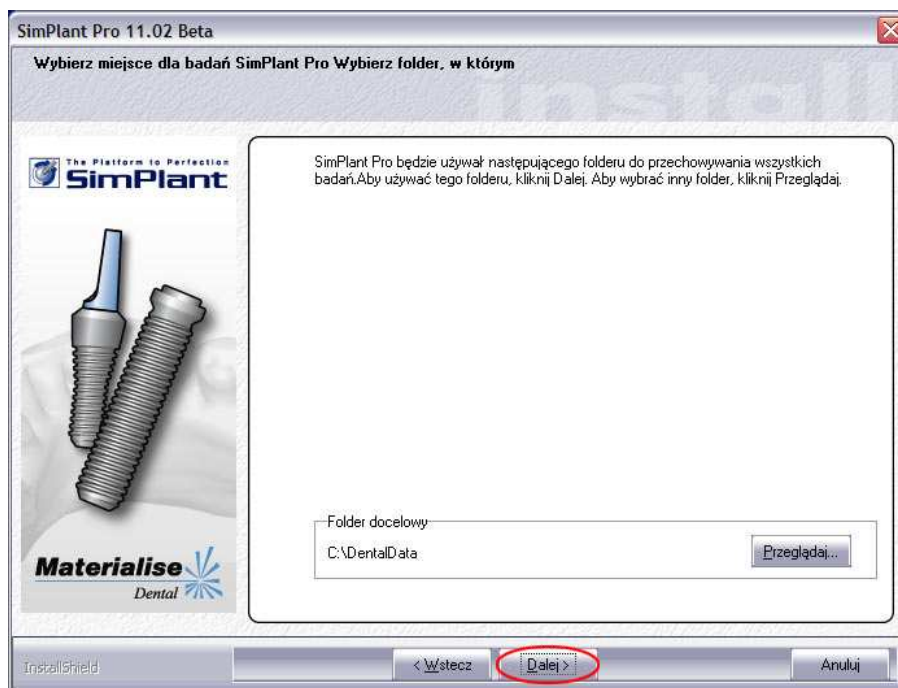 SimPlant Pro 11.02 Beta
Wybierz miejsce dla badań SimPlant Pro Wybierz folder, w którym
install
The Platform to Perfection
SimPlant
SimPlant Pro będzie używał następującego folderu do przechowywania wszystkich
badań.Aby używać tego folderu, kliknij Dalej. Aby wybrać inny folder, kliknij Przeglądaj.
Folder docelowy
C:\DentalData
Przeglądaj...
Materialise
Dental
InstallShield
< Wstecz
Dalej >
Anuluj